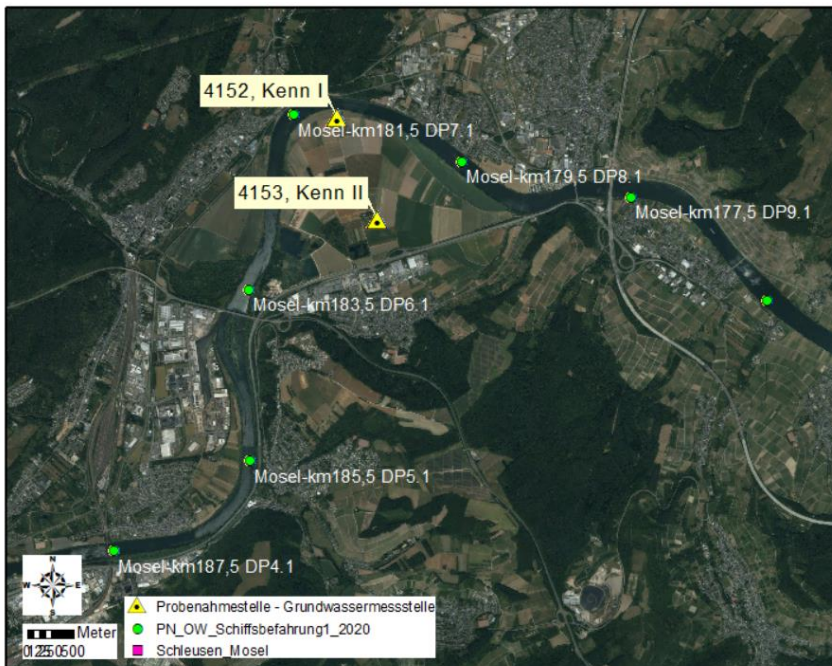 4152, Kenn I
Mosel-km181,5 DP7.1
Mosel-km179,5 DP8.1
4153, Kenn II
Mosel-km177,5 DP9.1
Mosel-km183,5 DP6.1
Mosel-km185,5 DP5.1
Mosel-km187,5 DP4.1
N
W E
S
Meter
Probenahmestelle - Grundwassermessstelle
PN_OW_Schiffsbefahrung1_2020
Schleusen_Mosel